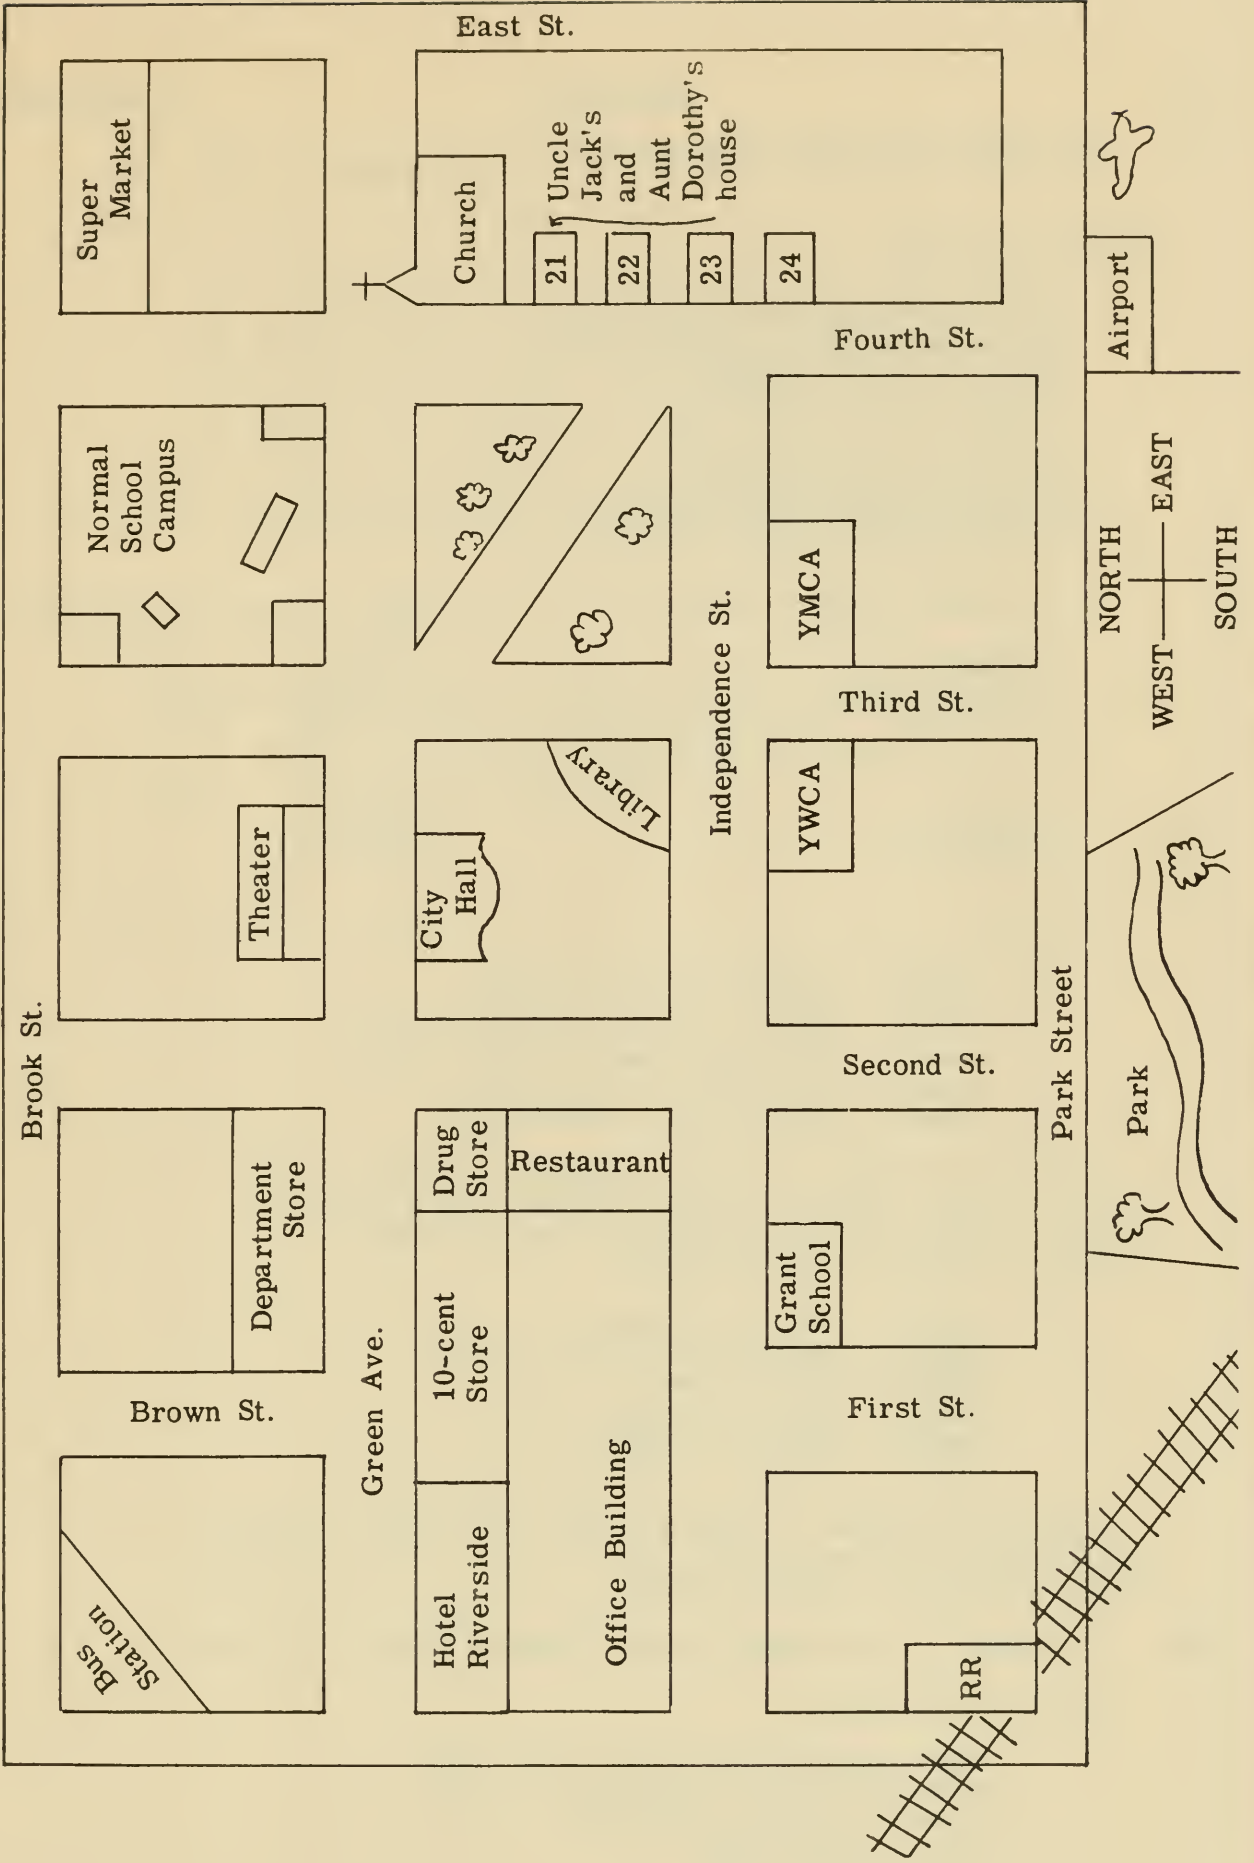 East St.
Super
Market
Church
Uncle
Jack's
and
Aunt
Dorothy's
house
21
22
23
24
Fourth St.
Airport
Normal
School
Campus
YMCA
Independence St.
Third St.
NORTH
WEST
EAST
SOUTH
Theater
City
Hall
Library
YWCA
Brook St.
Second St.
Park Street
Park
Department
Store
Drug
Store
Restaurant
10-cent
Store
Grant
School
Brown St.
Green Ave.
First St.
Bus
Station
Hotel
Riverside
Office Building
RR